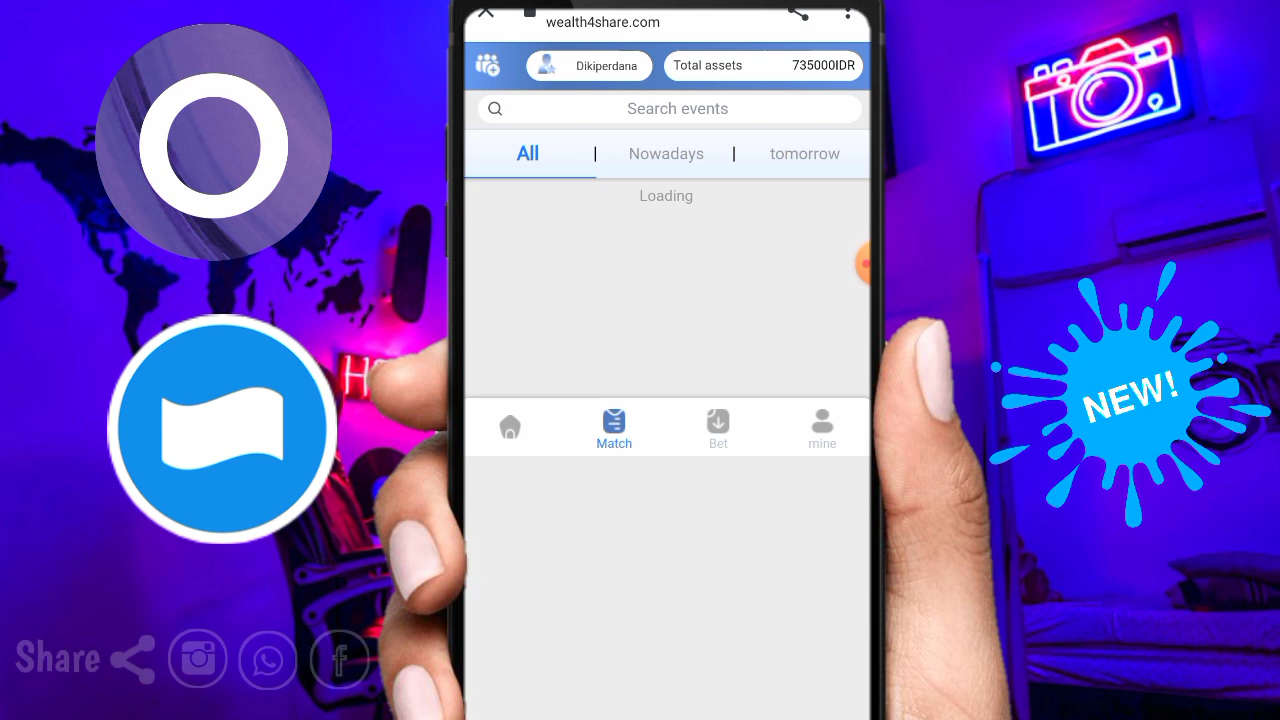 wealth4share.com
Dikiperdana
Total assets 735000IDR
Search events
All | Nowadays | tomorrow
Loading
Match Bet mine
NEW!
Share